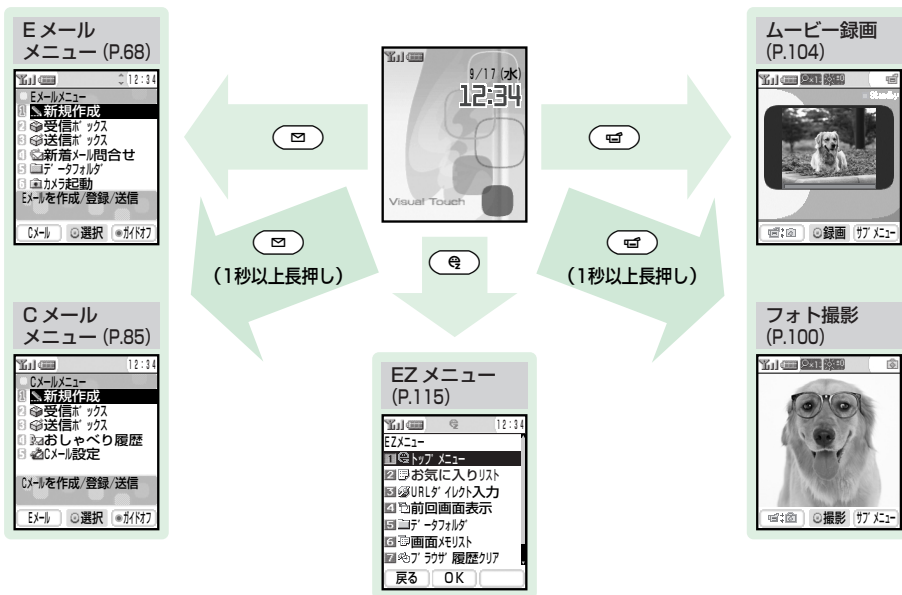 Eメール
メニュー (P.68)
12:34
Eメールメニュー
1 新規作成
2 受信ボックス
3 送信ボックス
4 新着メール問合せ
5 データフォルダ
6 カメラ起動
Eメールを作成/登録/送信
Cメール 選択 ガイドオフ
9/17(水)
12:34
Visual Touch
ムービー録画
(P.104)
×1
Standby
録画 サブメニュー
(1秒以上長押し)
(1秒以上長押し)
Cメール
メニュー (P.85)
12:34
Cメールメニュー
1 新規作成
2 受信ボックス
3 送信ボックス
4 おしゃべり履歴
5 Cメール設定
Cメールを作成/登録/送信
Eメール 選択 ガイドオフ
EZメニュー
(P.115)
12:34
EZメニュー
1 トップメニュー
2 お気に入りリスト
3 URLダイレクト入力
4 前回画面表示
5 データフォルダ
6 画面メモリスト
7 ブラウザ履歴クリア
戻る OK
フォト撮影
(P.100)
×1
撮影 サブメニュー